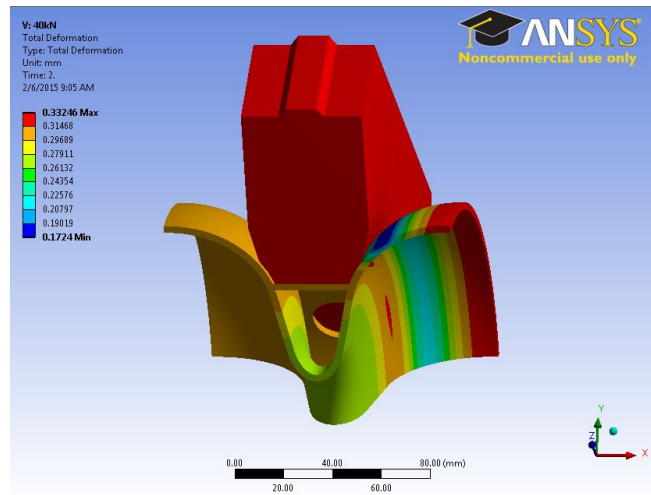 V: 40kN
Total Deformation
Type: Total Deformation
Unit: mm
Time: 2.
2/6/2015 9:05 AM
0.33246 Max
0.31468
0.29689
0.27911
0.26132
0.24354
0.22576
0.20797
0.19019
0.1724 Min
ANSYS
Noncommercial use only
Y
Z
X
0.00 40.00 80.00 (mm)
20.00 60.00